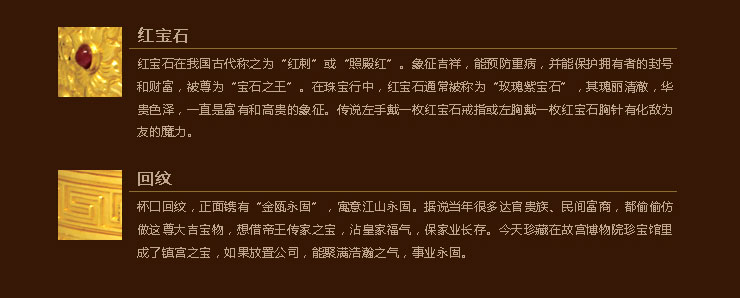 红宝石
红宝石在我国古代称之为“红刺”或“照殿红”。象征吉祥，能预防重病，并能保护拥有者的封号
和财富，被尊为“宝石之王”。在珠宝行中，红宝石通常被称为“玫瑰紫宝石”，其瑰丽清澈，华
贵色泽，一直是富有和高贵的象征。传说左手戴一枚红宝石戒指或左胸戴一枚红宝石胸针有化敌为
友的魔力。
回纹
杯口回纹，正面镌有“金瓯永固”，寓意江山永固。据说当年很多达官贵族、民间富商，都偷偷仿
做这尊大吉宝物，想借帝王传家之宝，沾皇家福气，保家业长存。今天珍藏在故宫博物院珍宝馆里
成了镇宫之宝，如果放置公司，能聚满浩瀚之气，事业永固。